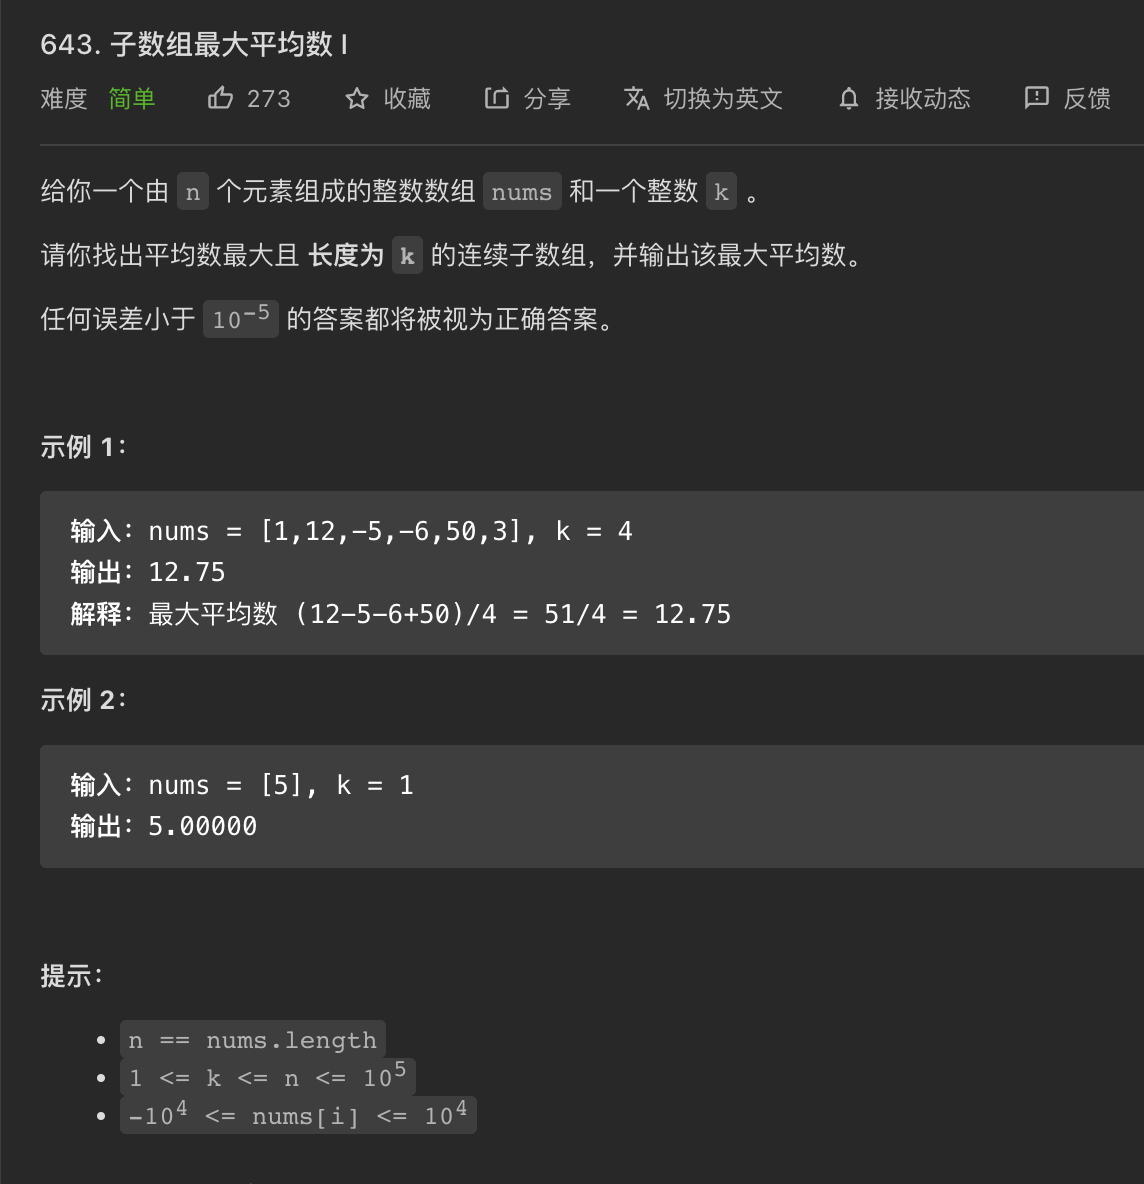 643. 子数组最大平均数 I
难度 简单 273 收藏 分享 切换为英文 接收动态 反馈
给你一个由 n 个元素组成的整数数组 nums 和一个整数 k 。
请你找出平均数最大且 长度为 k 的连续子数组，并输出该最大平均数。
任何误差小于 10⁻⁵ 的答案都将被视为正确答案。
示例 1：
输入：nums = [1,12,-5,-6,50,3], k = 4
输出：12.75
解释：最大平均数 (12-5-6+50)/4 = 51/4 = 12.75
示例 2：
输入：nums = [5], k = 1
输出：5.00000
提示：
n == nums.length
1 <= k <= n <= 10⁵
-10⁴ <= nums[i] <= 10⁴